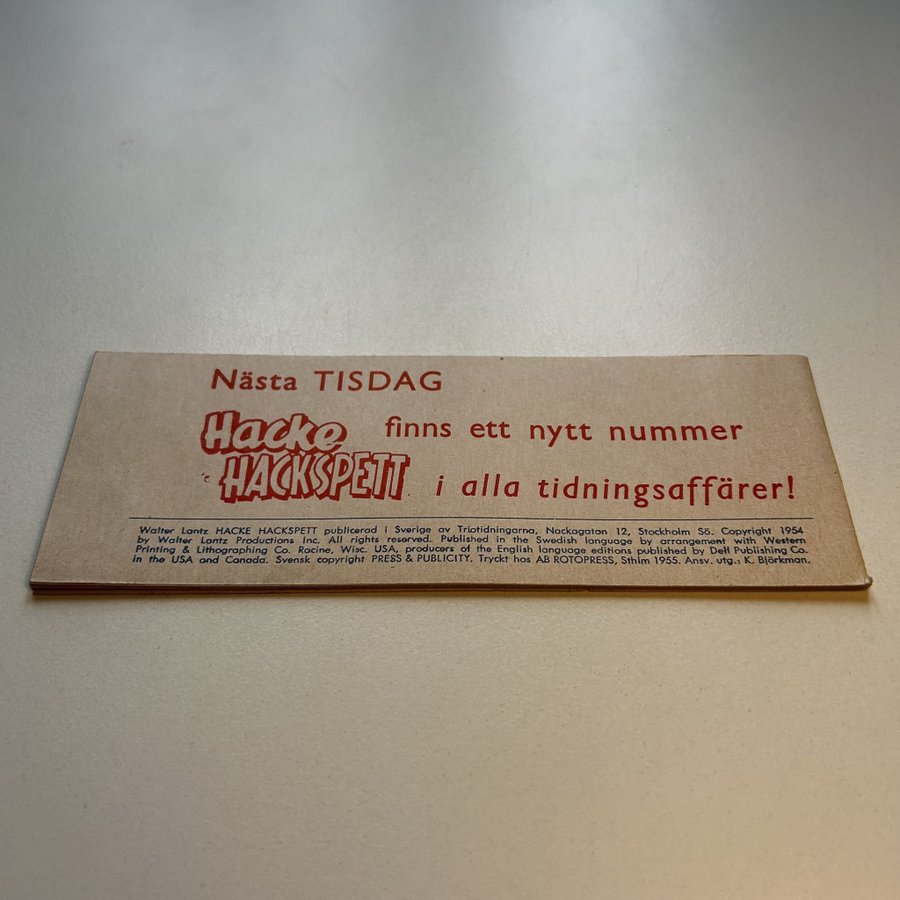 Nästa TISDAG
Hacke HACKSPETT finns ett nytt nummer
i alla tidningsaffärer!
Walter Lantz HACKE HACKSPETT publicerad i Sverige av Triotidningarna, Nackagatan 12, Stockholm Sö. Copyright 1954
by Walter Lantz Productions Inc. All rights reserved. Published in the Swedish language by arrangement with Western
Printing & Lithographing Co. Racine, Wisc. USA, producers of the English language editions published by Dell Publishing Co.
in the USA and Canada. Svensk copyright PRESS & PUBLICITY. Tryckt hos AB ROTOPRESS, Sthlm 1955. Ansv. utg.: K. Björkman.